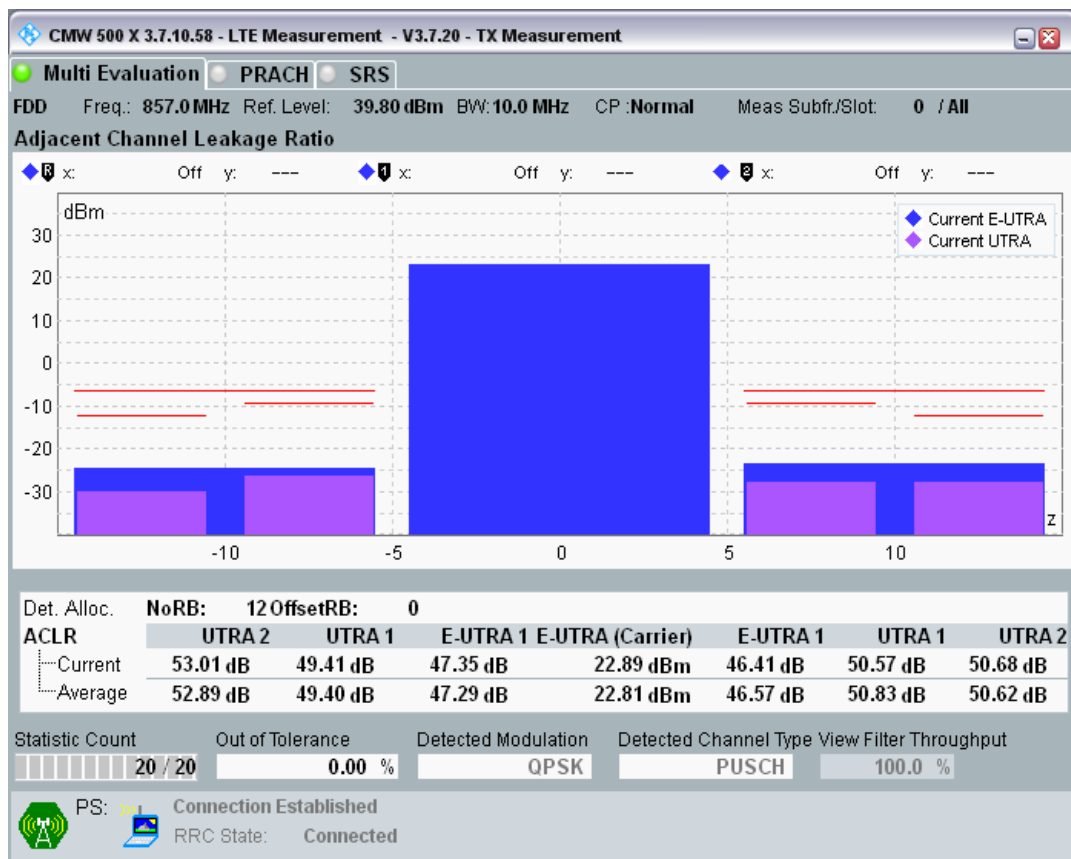 CMW 500 X 3.7.10.58 - LTE Measurement - V3.7.20 - TX Measurement
Multi Evaluation PRACH SRS
FDD Freq.: 857.0 MHz Ref. Level: 39.80 dBm BW: 10.0 MHz CP :Normal Meas Subfr./Slot: 0 / All
Adjacent Channel Leakage Ratio
R x: Off y: --- 1 x: Off y: --- 2 x: Off y: ---
dBm
Current E-UTRA
Current UTRA
30
20
10
0
-10
-20
-30
z
-10 -5 0 5 10
Det. Alloc. NoRB: 12 OffsetRB: 0
ACLR UTRA 2 UTRA 1 E-UTRA 1 E-UTRA (Carrier) E-UTRA 1 UTRA 1 UTRA 2
Current 53.01 dB 49.41 dB 47.35 dB 22.89 dBm 46.41 dB 50.57 dB 50.68 dB
Average 52.89 dB 49.40 dB 47.29 dB 22.81 dBm 46.57 dB 50.83 dB 50.62 dB
Statistic Count Out of Tolerance Detected Modulation Detected Channel Type View Filter Throughput
20 / 20 0.00 % QPSK PUSCH 100.0 %
PS: Connection Established
RRC State: Connected